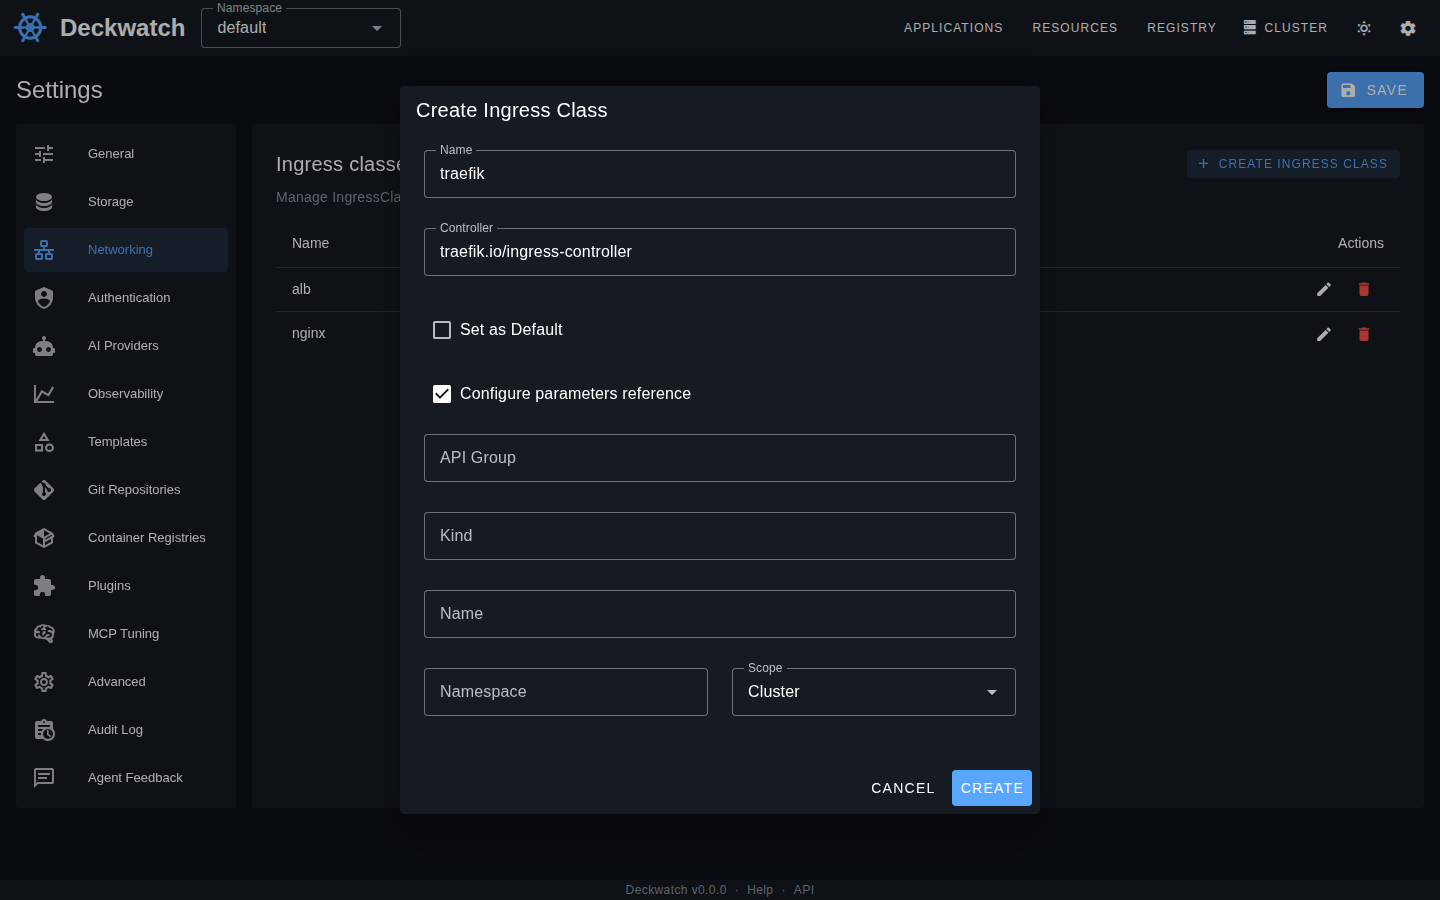 Deckwatch
Namespace
default
APPLICATIONS
RESOURCES
REGISTRY
CLUSTER
Settings
SAVE
General
Storage
Networking
Authentication
AI Providers
Observability
Templates
Git Repositories
Container Registries
Plugins
MCP Tuning
Advanced
Audit Log
Agent Feedback
Ingress classe
CREATE INGRESS CLASS
Manage IngressCla
Name
Actions
alb
nginx
Create Ingress Class
Name
traefik
Controller
traefik.io/ingress-controller
Set as Default
Configure parameters reference
API Group
Kind
Name
Namespace
Scope
Cluster
CANCEL
CREATE
Deckwatch v0.0.0 · Help · API